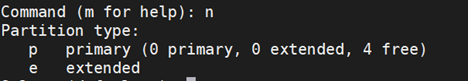 Command (m for help): n
Partition type:
   p   primary (0 primary, 0 extended, 4 free)
   e   extended